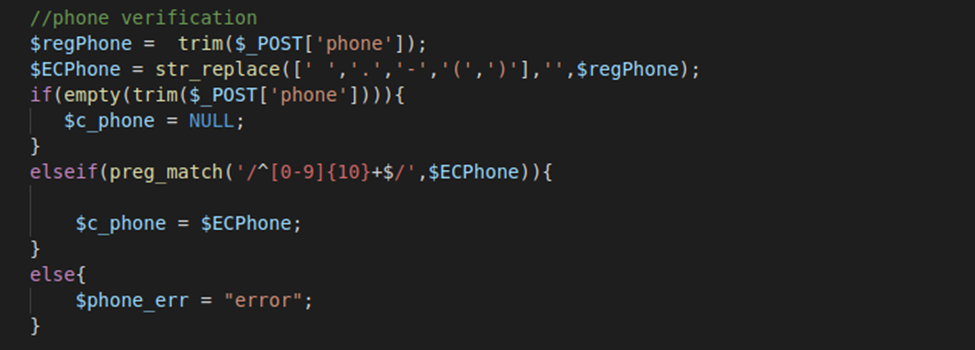 //phone verification
$regPhone =  trim($_POST['phone']);
$ECPhone = str_replace([' ','.','-','(',')'],'',$regPhone);
if(empty(trim($_POST['phone']))){
   $c_phone = NULL;
}
elseif(preg_match('/^[0-9]{10}+$/',$ECPhone)){
    $c_phone = $ECPhone;
}
else{
    $phone_err = "error";
}